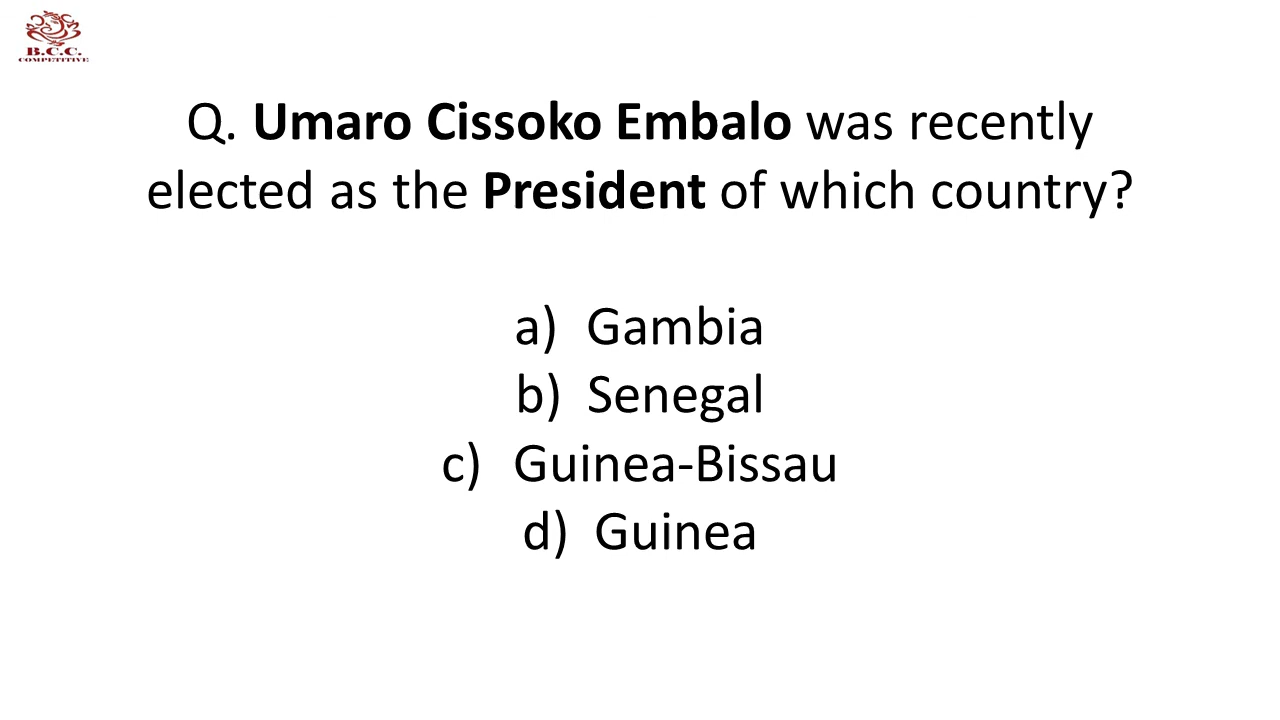 B.C.C.
COMPETITIVE
Q. Umaro Cissoko Embalo was recently
elected as the President of which country?
a) Gambia
b) Senegal
c) Guinea-Bissau
d) Guinea